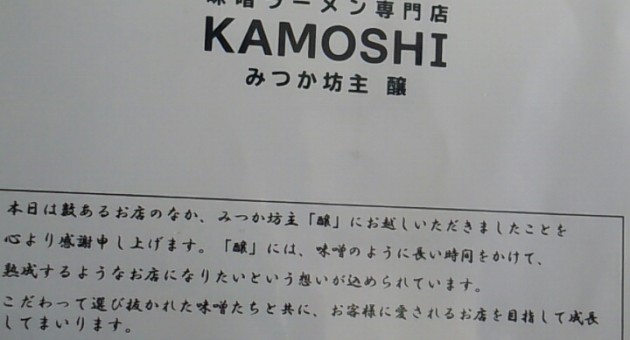 味噌ラーメン専門店
KAMOSHI
みつか坊主 醸
本日は数あるお店のなか、みつか坊主「醸」にお越しいただきましたことを
心より感謝申し上げます。「醸」には、味噌のように長い時間をかけて、
熟成するようなお店になりたいという想いが込められています。
こだわって選び抜かれた味噌たちと共に、お客様に愛されるお店を目指して成長
してまいります。